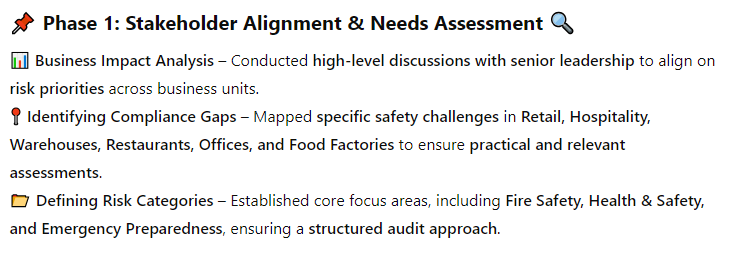 📌 Phase 1: Stakeholder Alignment & Needs Assessment 🔍
📊 Business Impact Analysis – Conducted high-level discussions with senior leadership to align on
risk priorities across business units.
📍 Identifying Compliance Gaps – Mapped specific safety challenges in Retail, Hospitality,
Warehouses, Restaurants, Offices, and Food Factories to ensure practical and relevant
assessments.
📂 Defining Risk Categories – Established core focus areas, including Fire Safety, Health & Safety,
and Emergency Preparedness, ensuring a structured audit approach.